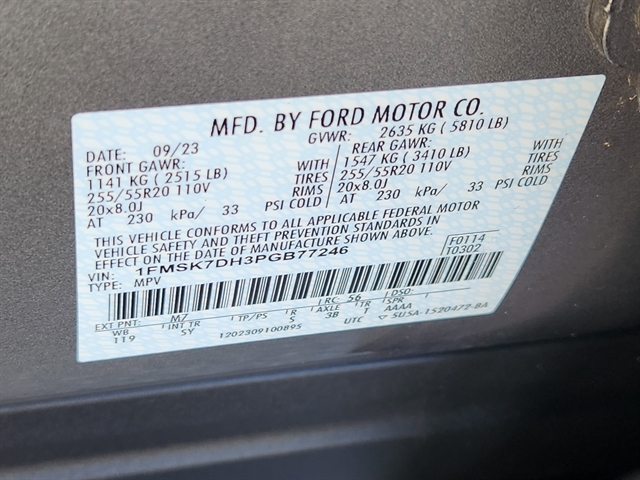 MFD. BY FORD MOTOR CO.
DATE: 09/23 GVWR: 2635 KG ( 5810 LB)
FRONT GAWR: REAR GAWR:
1141 KG ( 2515 LB) WITH 1547 KG ( 3410 LB) WITH
255/55R20 110V TIRES 255/55R20 110V TIRES
20x8.0J RIMS 20x8.0J RIMS
AT 230 kPa/ 33 PSI COLD AT 230 kPa/ 33 PSI COLD
THIS VEHICLE CONFORMS TO ALL APPLICABLE FEDERAL MOTOR
VEHICLE SAFETY AND THEFT PREVENTION STANDARDS IN
EFFECT ON THE DATE OF MANUFACTURE SHOWN ABOVE.
VIN: 1FMSK7DH3PGB77246 F0114
TYPE: MPV T0302
EXT PNT: M7 RC: 56 DSO:
WB INT TR TP/PS R AXLE TR SPR
119 SY S 3B T AAAA
1202309100895 UTC 5U5A-1520472-BA